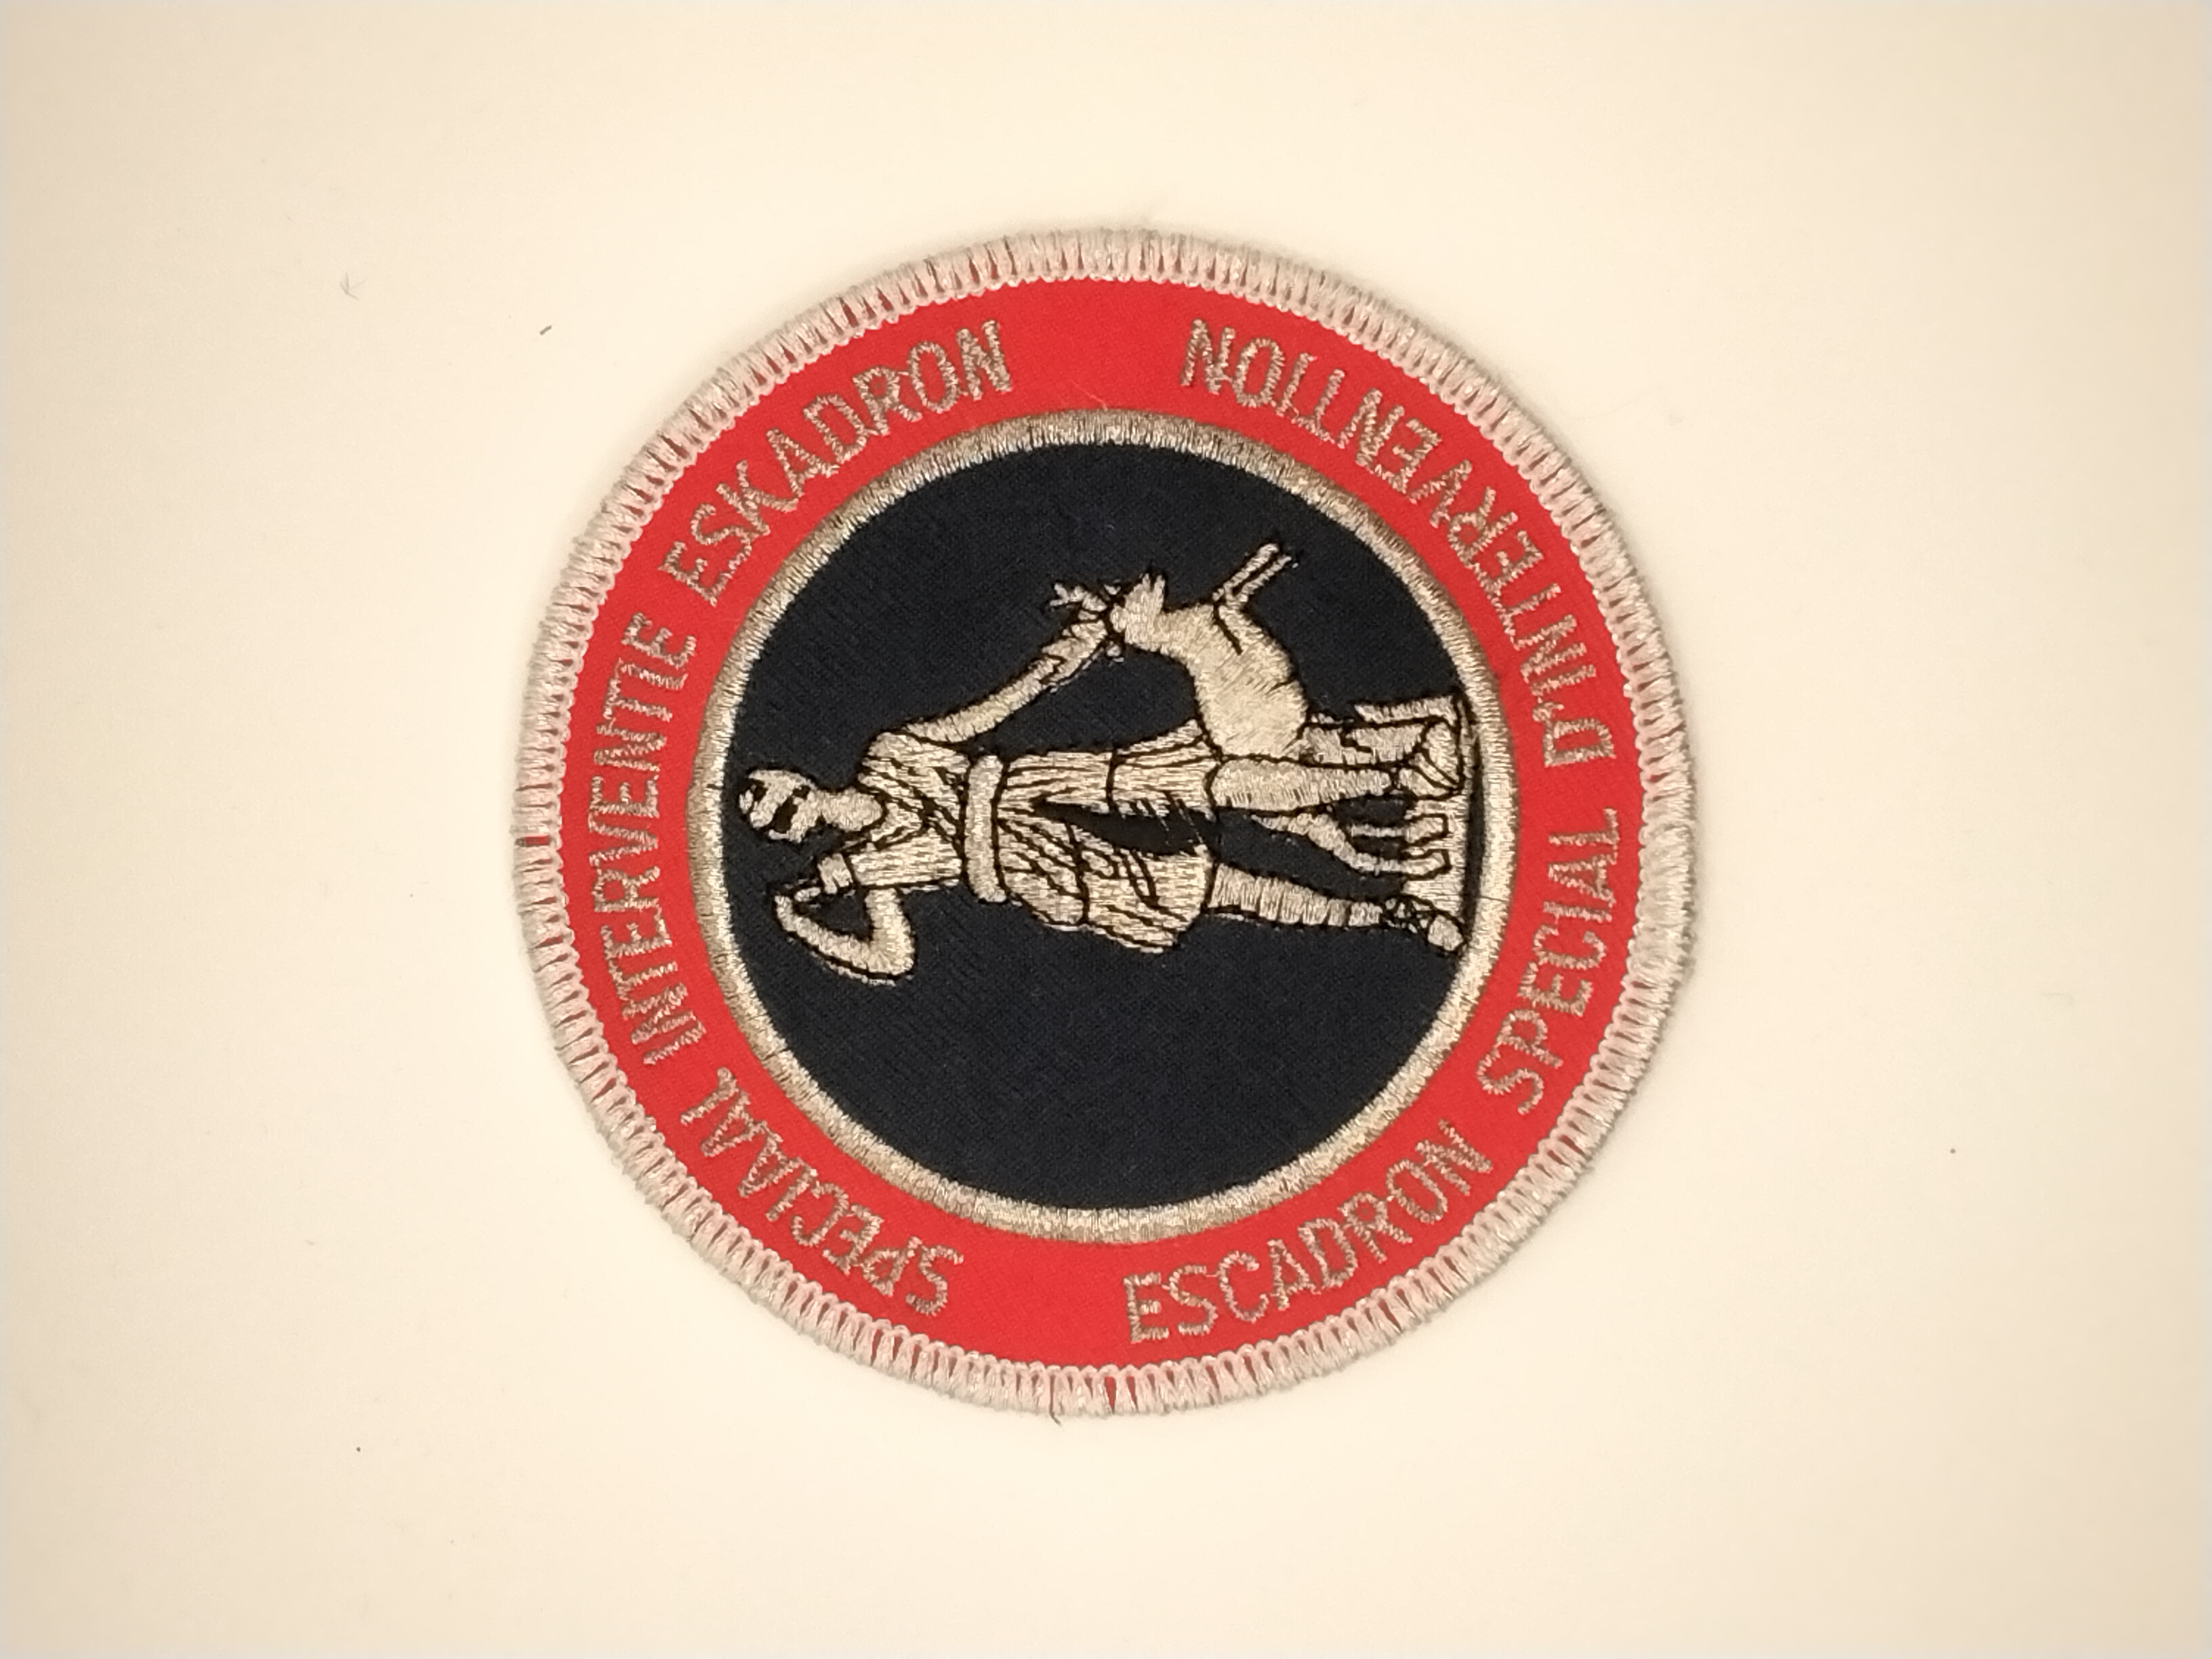 SPECIAAL INTERVENTIE ESKADRON
ESCADRON SPECIAL D'INTERVENTION